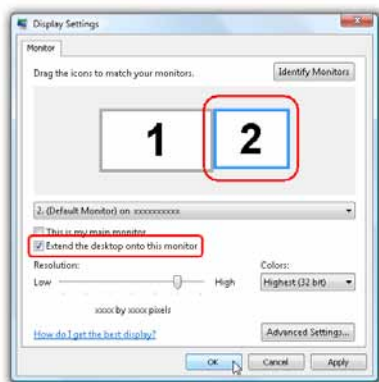 Display Settings
Monitor
Drag the icons to match your monitors.
Identify Monitors
1
2
2. (Default Monitor) on xxxxxxxxxx
This is my main monitor
Extend the desktop onto this monitor
Resolution:
Colors:
Low
High
Highest (32 bit)
xxxx by xxxx pixels
How do I get the best display?
Advanced Settings...
OK
Cancel
Apply